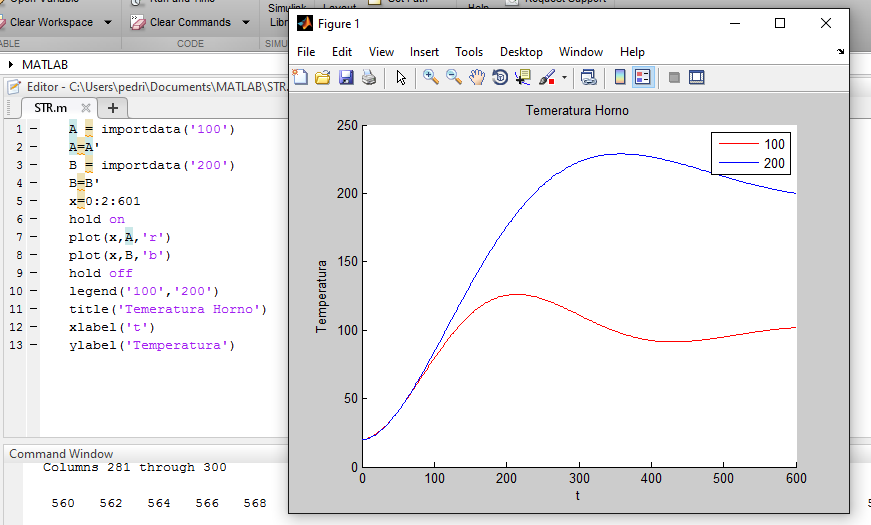 Open Variable
Run and Time
Simulink
Set Path
Help
Request Support
Clear Workspace
Clear Commands
CODE
MATLAB
Editor - C:\Users\pedri\Documents\MATLAB\STR.
STR.m
1 A = importdata('100')
2 A=A'
3 B = importdata('200')
4 B=B'
5 x=0:2:601
6 hold on
7 plot(x,A,'r')
8 plot(x,B,'b')
9 hold off
10 legend('100','200')
11 title('Temeratura Horno')
12 xlabel('t')
13 ylabel('Temperatura')
Command Window
Columns 281 through 300
560 562 564 566 568
Figure 1
File Edit View Insert Tools Desktop Window Help
Temeratura Horno
250
200
150
100
50
0
Temperatura
100
200
0 100 200 300 400 500 600
t